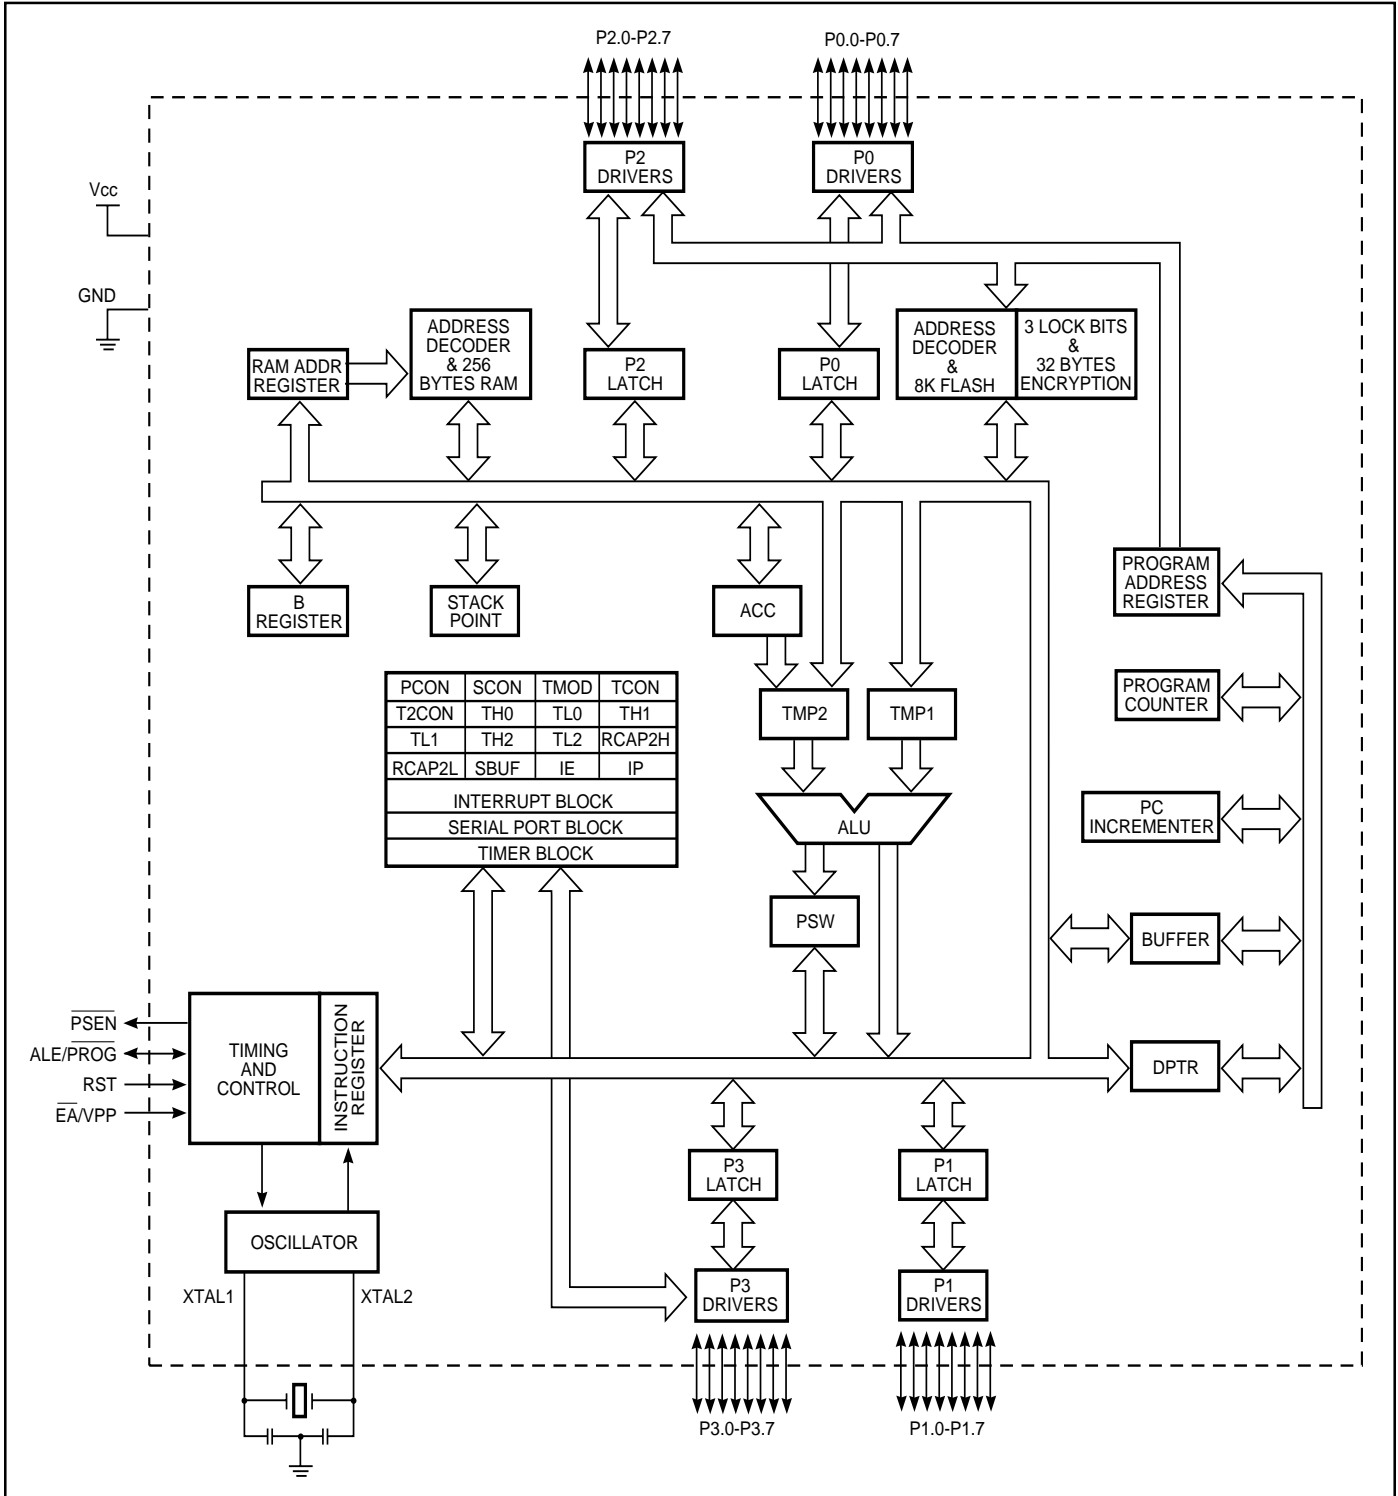 P2.0-P2.7
P0.0-P0.7
P2
DRIVERS
P0
DRIVERS
Vcc
GND
RAM ADDR
REGISTER
ADDRESS
DECODER
& 256
BYTES RAM
P2
LATCH
P0
LATCH
ADDRESS
DECODER
&
8K FLASH
3 LOCK BITS
&
32 BYTES
ENCRYPTION
B
REGISTER
STACK
POINT
ACC
PROGRAM
ADDRESS
REGISTER
PCON SCON TMOD TCON
T2CON TH0 TL0 TH1
TL1 TH2 TL2 RCAP2H
RCAP2L SBUF IE IP
INTERRUPT BLOCK
SERIAL PORT BLOCK
TIMER BLOCK
TMP2
TMP1
PROGRAM
COUNTER
ALU
PC
INCREMENTER
PSW
BUFFER
PSEN
ALE/PROG
RST
EA/VPP
TIMING
AND
CONTROL
INSTRUCTION
REGISTER
DPTR
P3
LATCH
P1
LATCH
OSCILLATOR
XTAL1
XTAL2
P3
DRIVERS
P1
DRIVERS
P3.0-P3.7
P1.0-P1.7